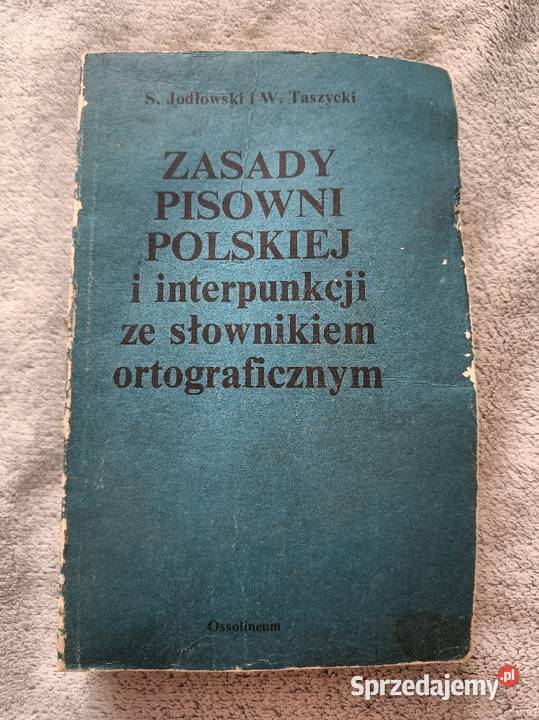 S. Jodłowski i W. Taszycki
ZASADY
PISOWNI
POLSKIEJ
i interpunkcji
ze słownikiem
ortograficznym
Ossolineum
Sprzedajemy.pl